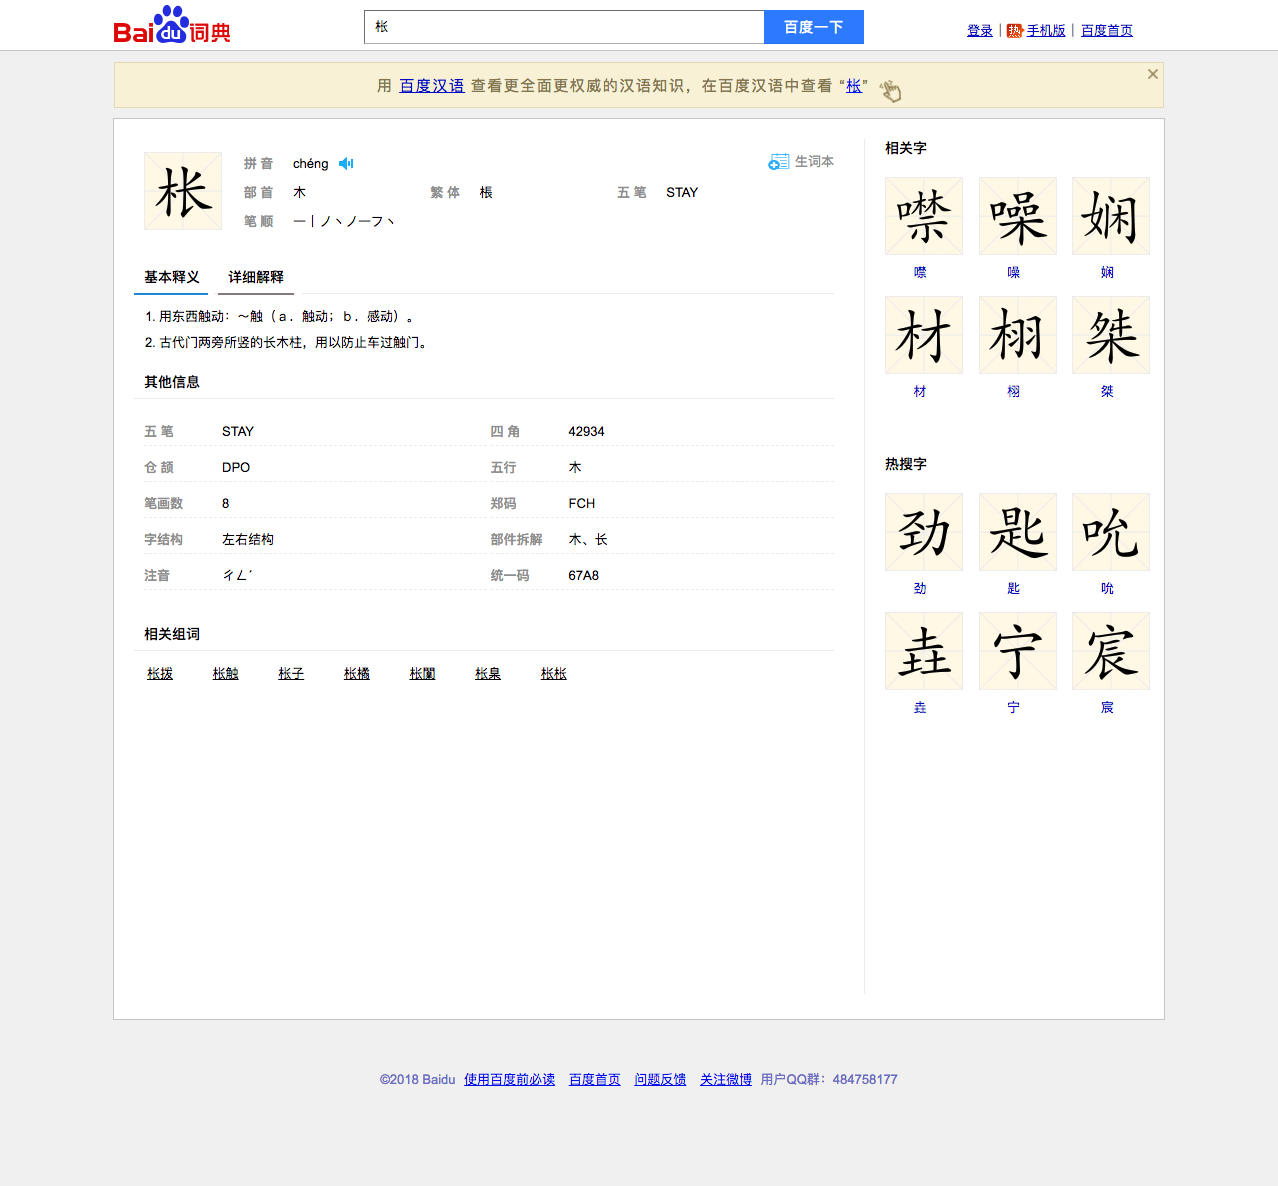 Baidu词典
枨
百度一下
登录 | 热 手机版 | 百度首页
用 百度汉语 查看更全面更权威的汉语知识，在百度汉语中查看 “枨”
枨
拼 音 chéng
生词本
部 首 木 繁 体 棖 五 笔 STAY
笔 顺 一丨ノ丶ノ一フ丶
基本释义 详细解释
1. 用东西触动：～触（ａ．触动；ｂ．感动）。
2. 古代门两旁所竖的长木柱，用以防止车过触门。
其他信息
五 笔 STAY 四 角 42934
仓 颉 DPO 五行 木
笔画数 8 郑码 FCH
字结构 左右结构 部件拆解 木、长
注音 ㄔㄥˊ 统一码 67A8
相关组词
枨拨 枨触 枨子 枨橘 枨闑 枨臬 枨枨
相关字
噤 噪 娴
噤 噪 娴
材 栩 桀
材 栩 桀
热搜字
劲 匙 吮
劲 匙 吮
垚 宁 宸
垚 宁 宸
©2018 Baidu 使用百度前必读 百度首页 问题反馈 关注微博 用户QQ群：484758177